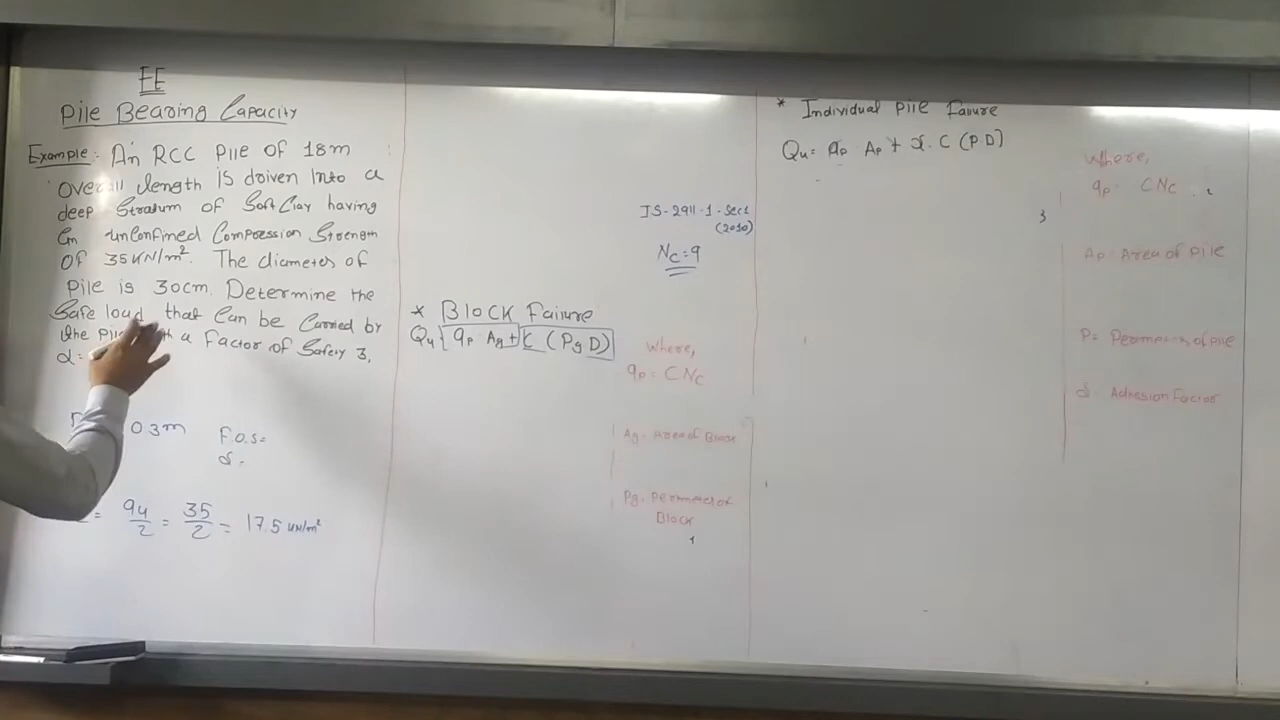 FE
Pile Bearing Capacity
Example: An RCC Pile of 18m
overall length is driven into a
deep Stratum of Soft Clay having
unconfined Compression Strength
of 35 KN/m². The diameter of
Pile is 30cm. Determine the
Safe load that Can be Carried by
the a Factor of Safety 3,
α =
0.3m
F.O.S=
α =
= qu/2 = 35/2 = 17.5 KN/m²
IS-2911-1-Sec1
(2010)
Nc=9
* Block Failure
Qu { qp Ag + C (Pg D)
Where,
qp = CNc
Ag = Area of Block
Pg = Perimeter of
Block
* Individual Pile Failure
Qu = qp Ap + α. C (P.D)
Where,
qp = CNc
Ap = Area of Pile
P = Perimeter of Pile
α = Adhesion Factor